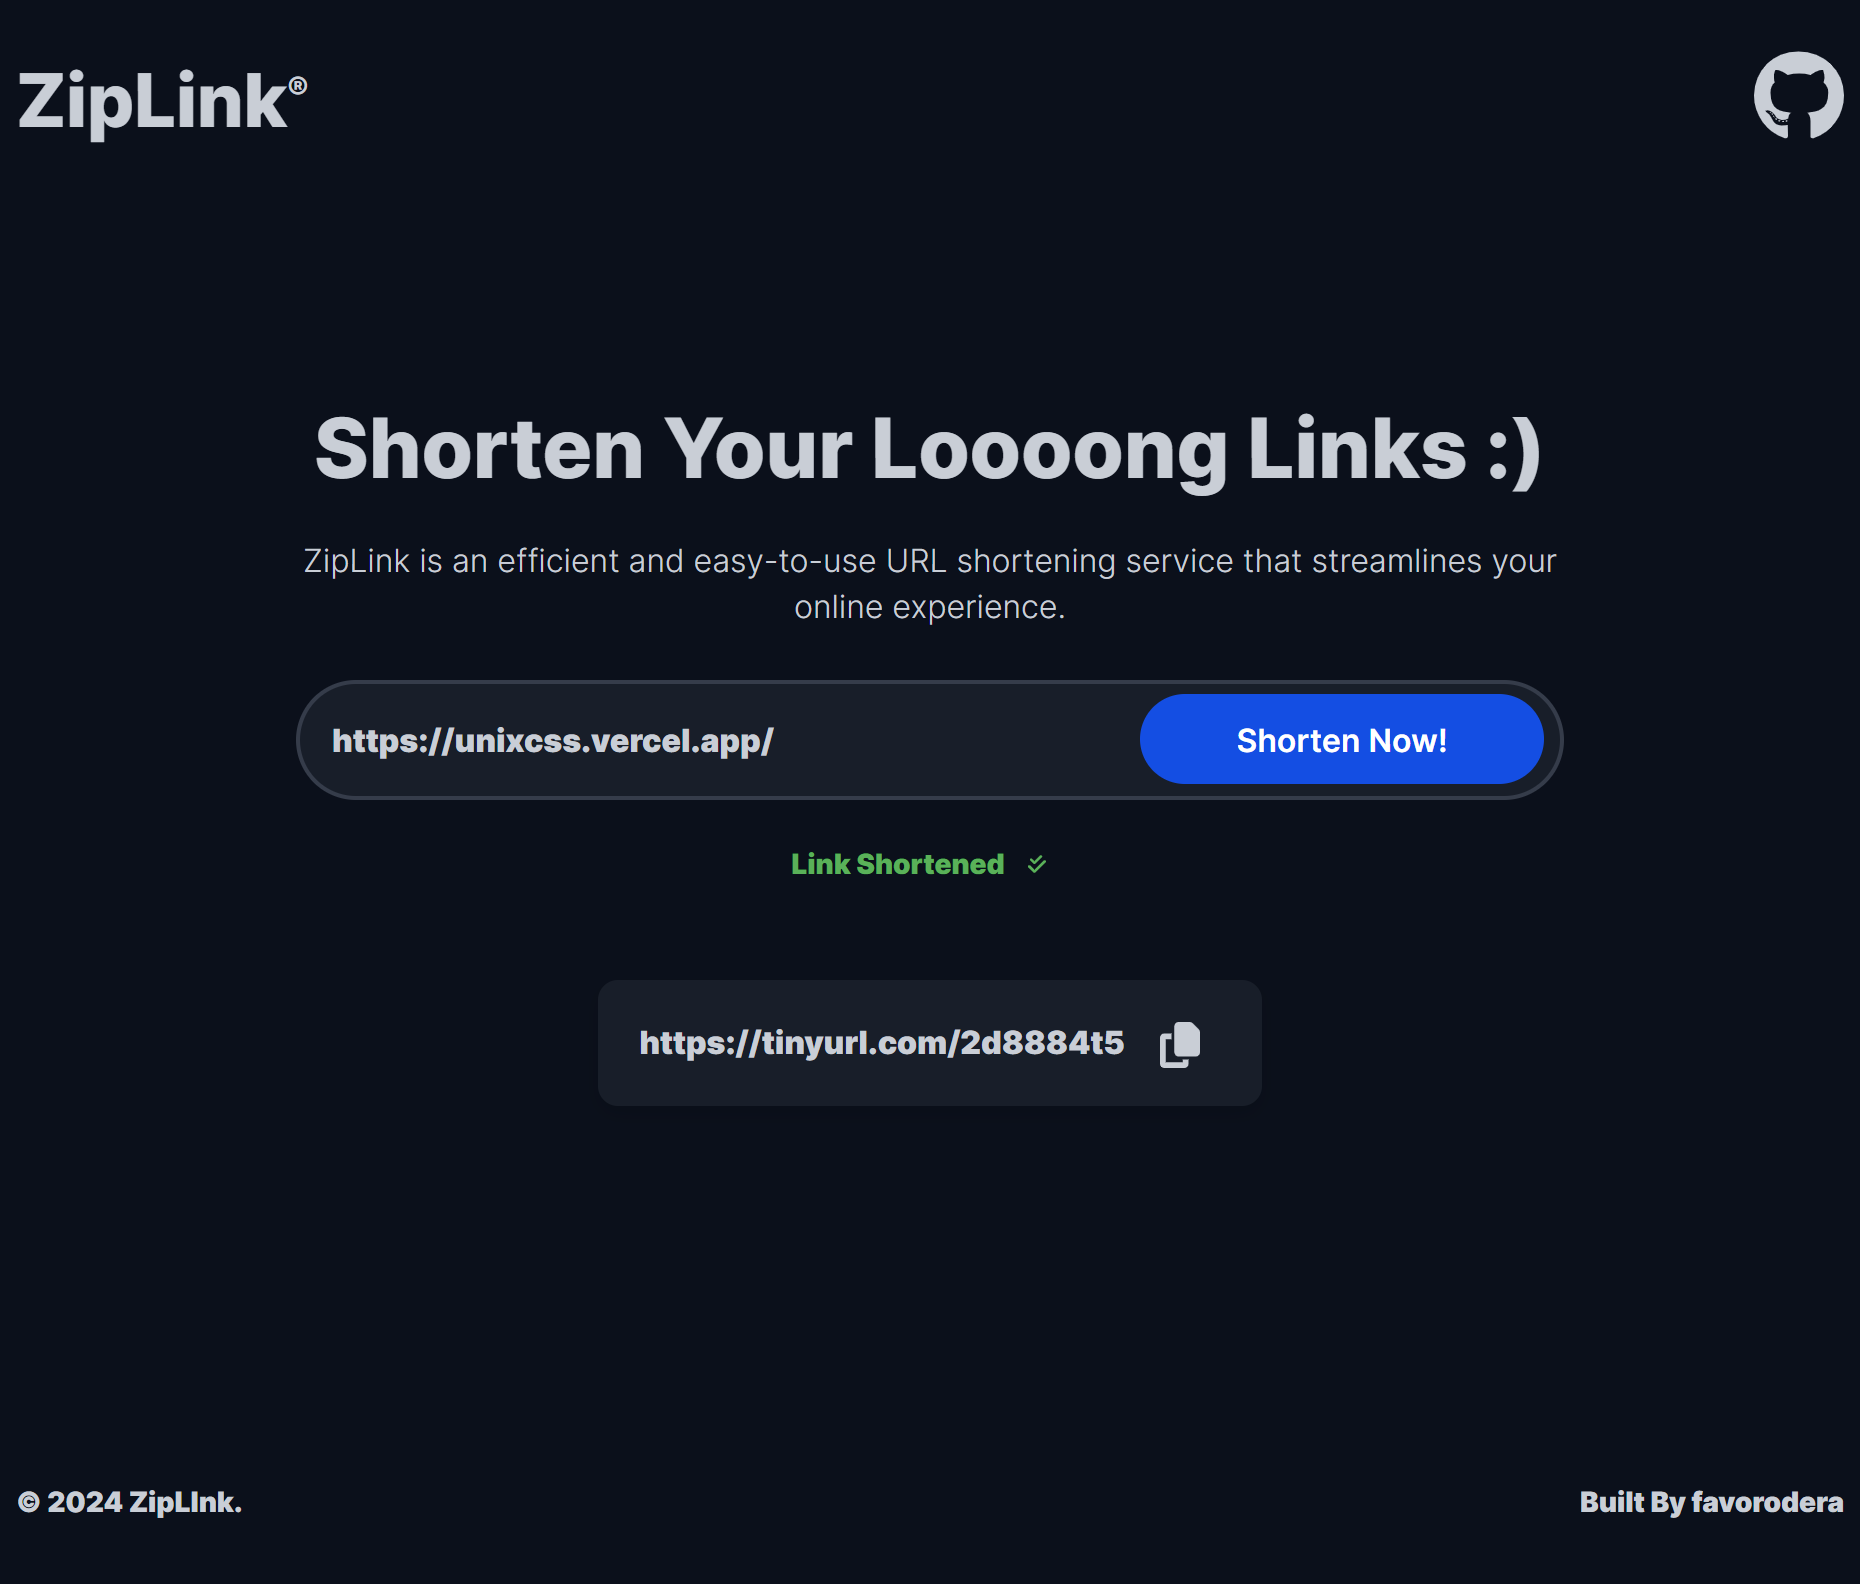 ZipLink®
Shorten Your Loooong Links :)
ZipLink is an efficient and easy-to-use URL shortening service that streamlines your
online experience.
https://unixcss.vercel.app/
Shorten Now!
Link Shortened
https://tinyurl.com/2d8884t5
© 2024 ZipLInk.
Built By favorodera